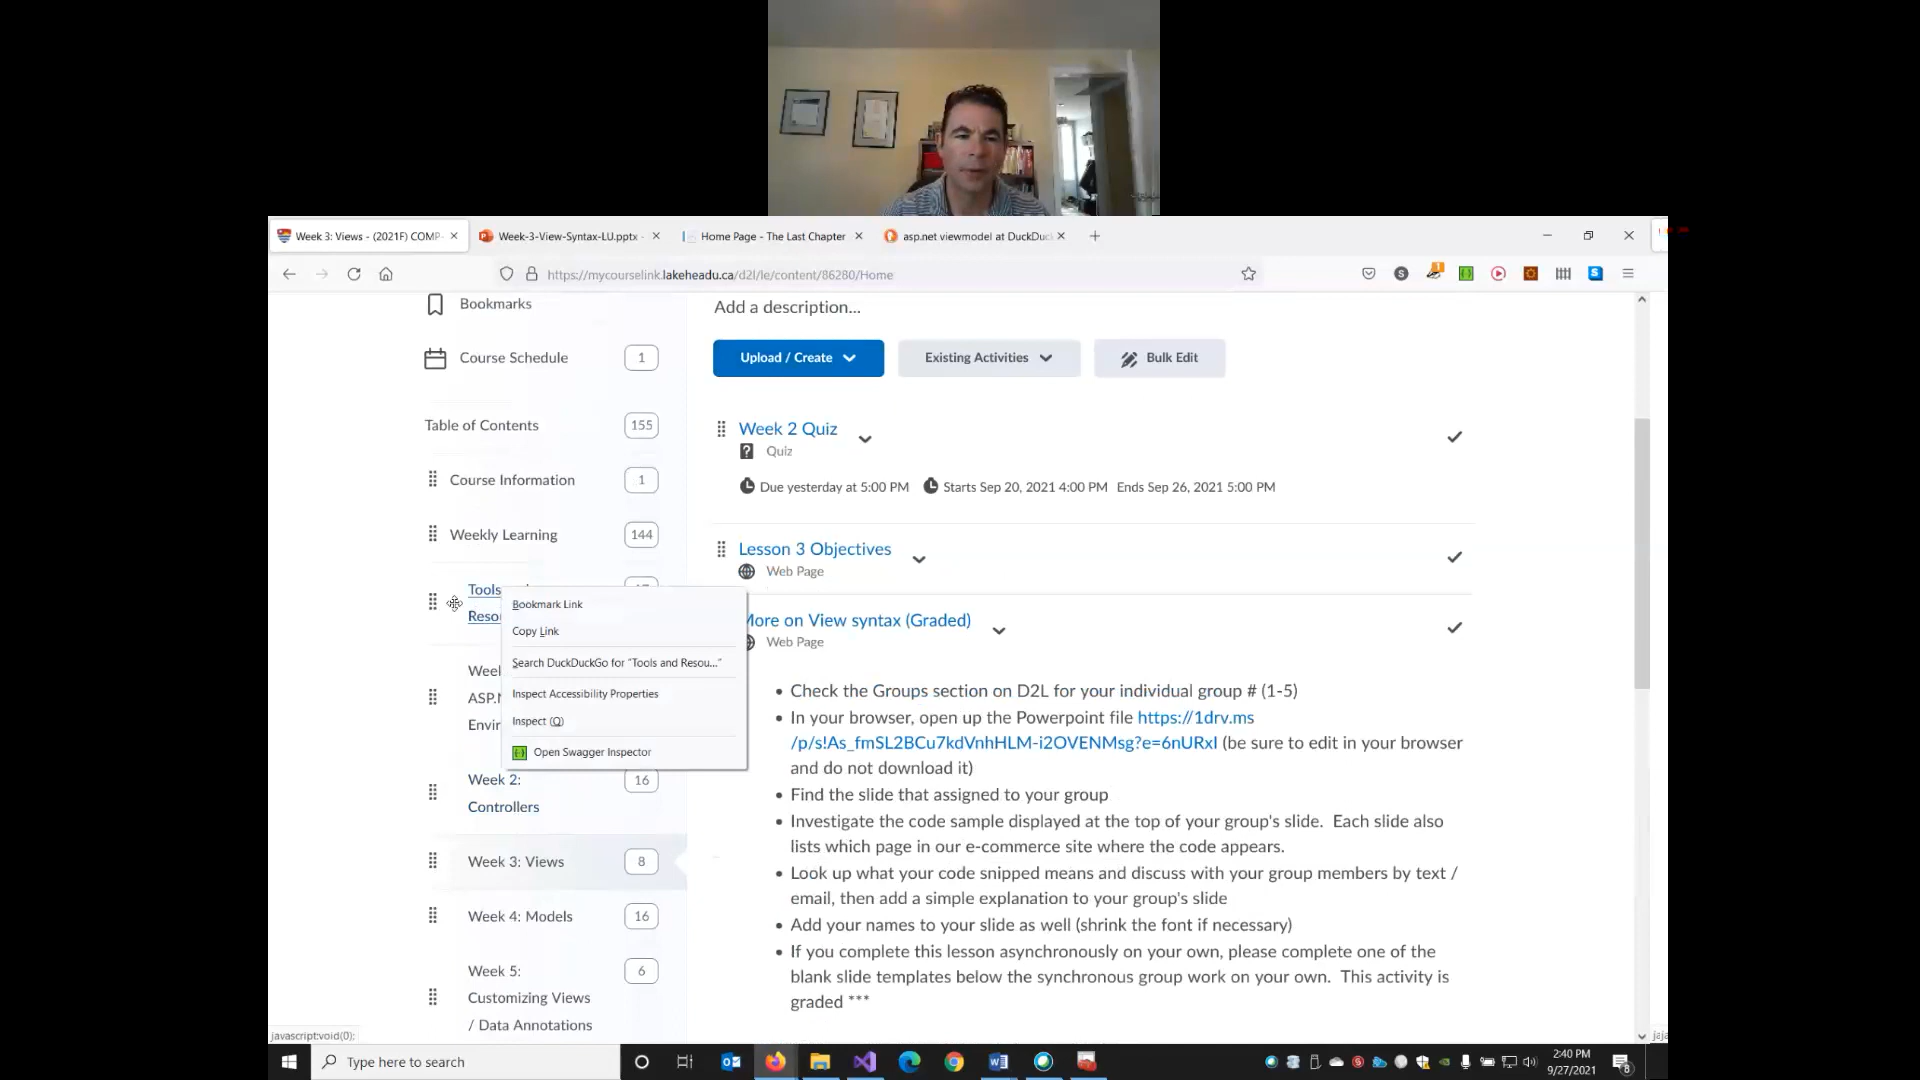 Week 3: Views - (2021F) COMP-
Week-3-View-Syntax-LU.pptx -
Home Page - The Last Chapter
asp.net viewmodel at DuckDuc
https://mycourselink.lakeheadu.ca/d2l/le/content/86280/Home
Bookmarks
Course Schedule
1
Table of Contents
155
Course Information
1
Weekly Learning
144
Tools
Resou
Bookmark Link
Copy Link
Search DuckDuckGo for "Tools and Resou..."
Inspect Accessibility Properties
Inspect (Q)
Open Swagger Inspector
Week 2:
Controllers
16
Week 3: Views
8
Week 4: Models
16
Week 5:
Customizing Views
/ Data Annotations
6
Add a description...
Upload / Create
Existing Activities
Bulk Edit
Week 2 Quiz
Quiz
Due yesterday at 5:00 PM
Starts Sep 20, 2021 4:00 PM
Ends Sep 26, 2021 5:00 PM
Lesson 3 Objectives
Web Page
More on View syntax (Graded)
Web Page
• Check the Groups section on D2L for your individual group # (1-5)
• In your browser, open up the Powerpoint file https://1drv.ms
/p/s!As_fmSL2BCu7kdVnhHLM-i2OVENMsg?e=6nURxI (be sure to edit in your browser
and do not download it)
• Find the slide that assigned to your group
• Investigate the code sample displayed at the top of your group's slide. Each slide also
lists which page in our e-commerce site where the code appears.
• Look up what your code snipped means and discuss with your group members by text /
email, then add a simple explanation to your group's slide
• Add your names to your slide as well (shrink the font if necessary)
• If you complete this lesson asynchronously on your own, please complete one of the
blank slide templates below the synchronous group work on your own. This activity is
graded ***
javascript:void(0);
Type here to search
2:40 PM
9/27/2021
8